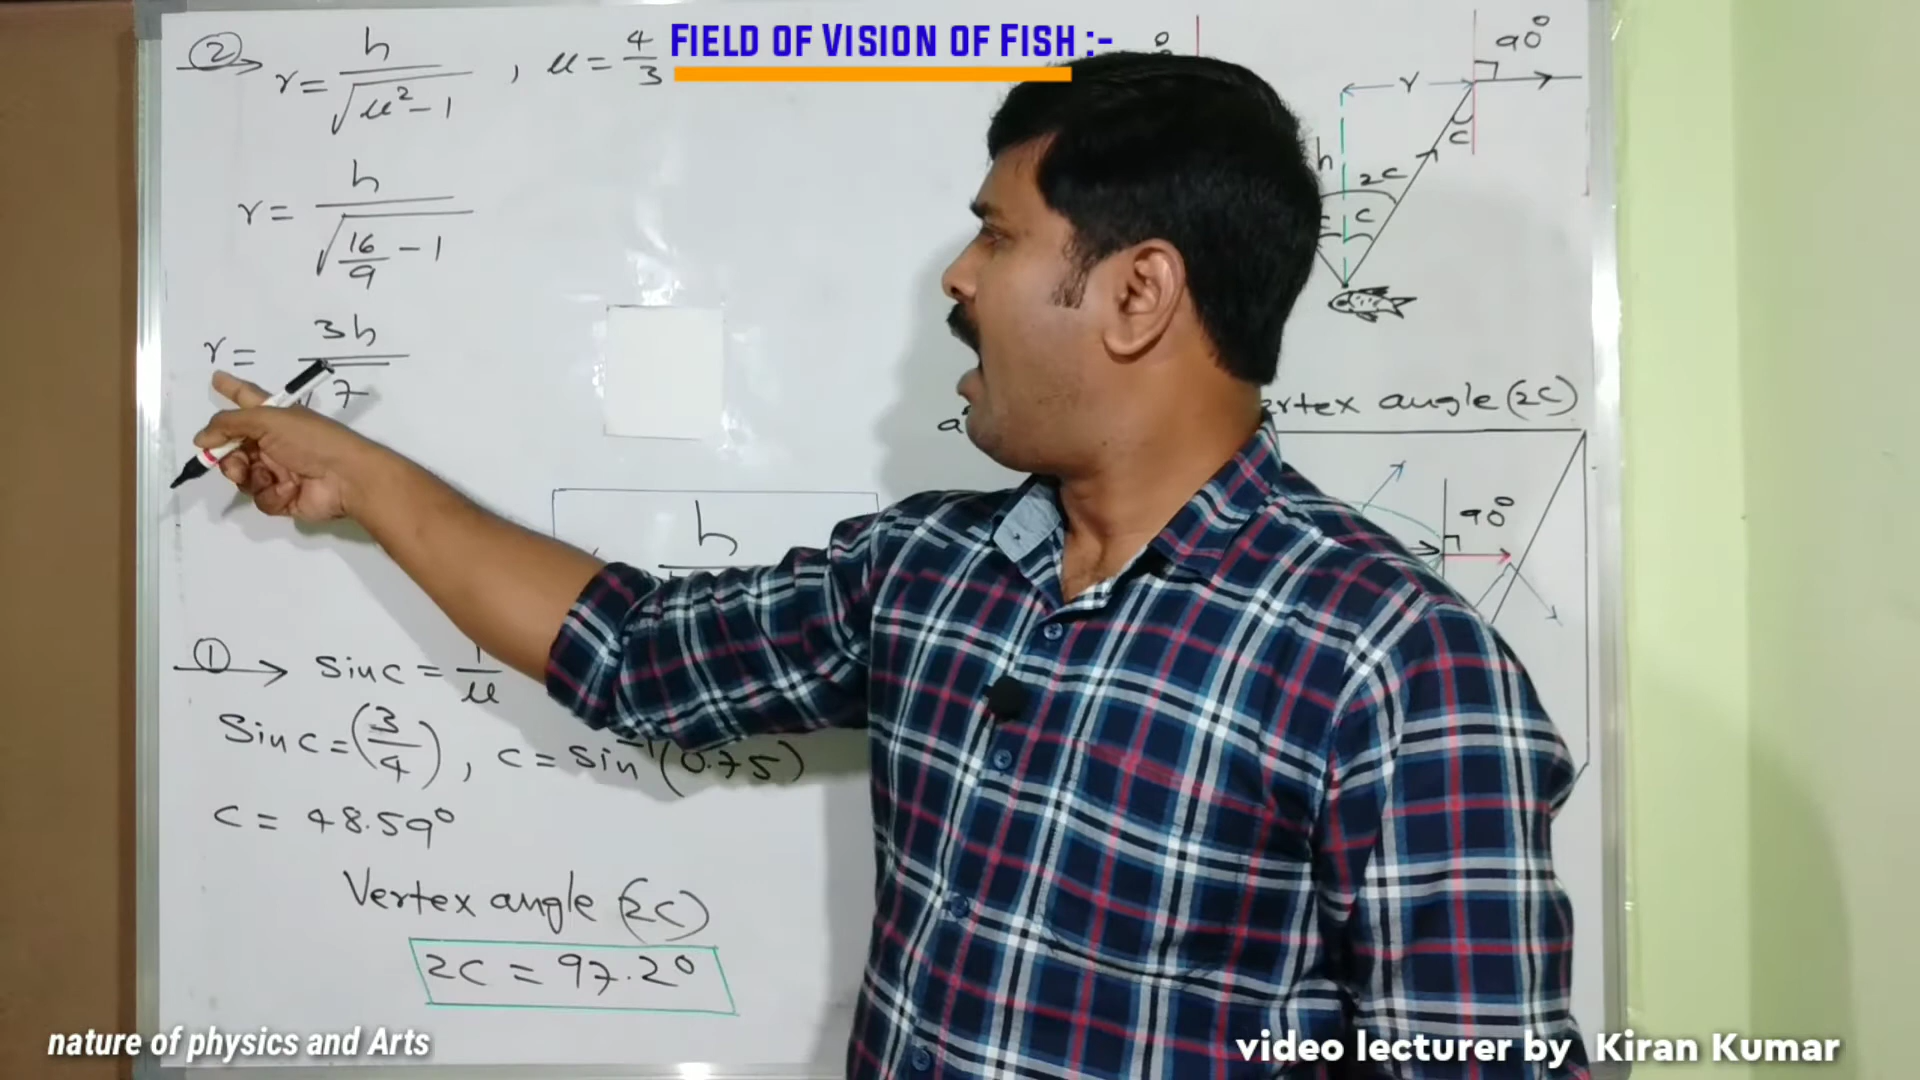 FIELD OF VISION OF FISH :-
② → r = h / √(μ² - 1) , μ = 4/3
r = h / √(16/9 - 1)
r = 3h / √7
h
① → Sin c = 1/μ
Sin c = (3/4) , c = sin⁻¹(0.75)
c = 48.59°
Vertex angle (2c)
2c = 97.2°
90°
r
c
h
2c
c
rtex angle (2c)
90°
nature of physics and Arts
video lecturer by Kiran Kumar